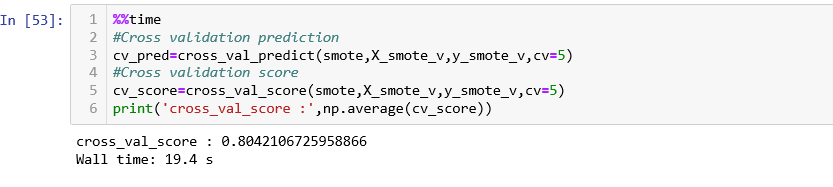 In [53]:
1 %%time
2 #Cross validation prediction
3 cv_pred=cross_val_predict(smote,X_smote_v,y_smote_v,cv=5)
4 #Cross validation score
5 cv_score=cross_val_score(smote,X_smote_v,y_smote_v,cv=5)
6 print('cross_val_score :',np.average(cv_score))
cross_val_score : 0.8042106725958866
Wall time: 19.4 s